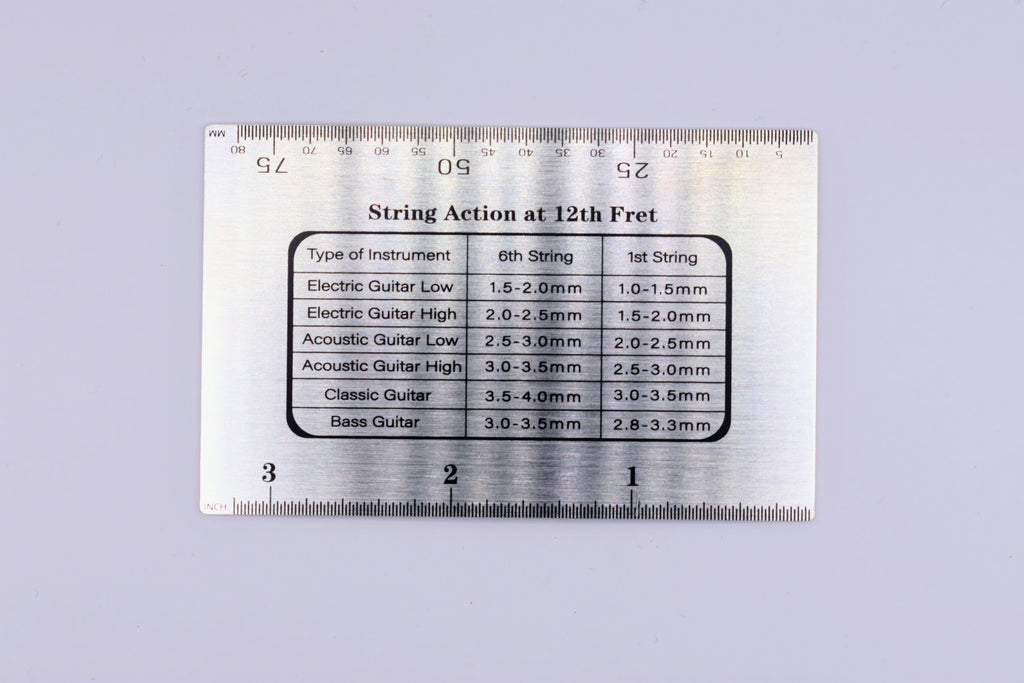 MM 80 75 70 65 60 55 50 45 40 35 30 25 20 15 10 5
String Action at 12th Fret
Type of Instrument 6th String 1st String
Electric Guitar Low 1.5-2.0mm 1.0-1.5mm
Electric Guitar High 2.0-2.5mm 1.5-2.0mm
Acoustic Guitar Low 2.5-3.0mm 2.0-2.5mm
Acoustic Guitar High 3.0-3.5mm 2.5-3.0mm
Classic Guitar 3.5-4.0mm 3.0-3.5mm
Bass Guitar 3.0-3.5mm 2.8-3.3mm
3 2 1
INCH